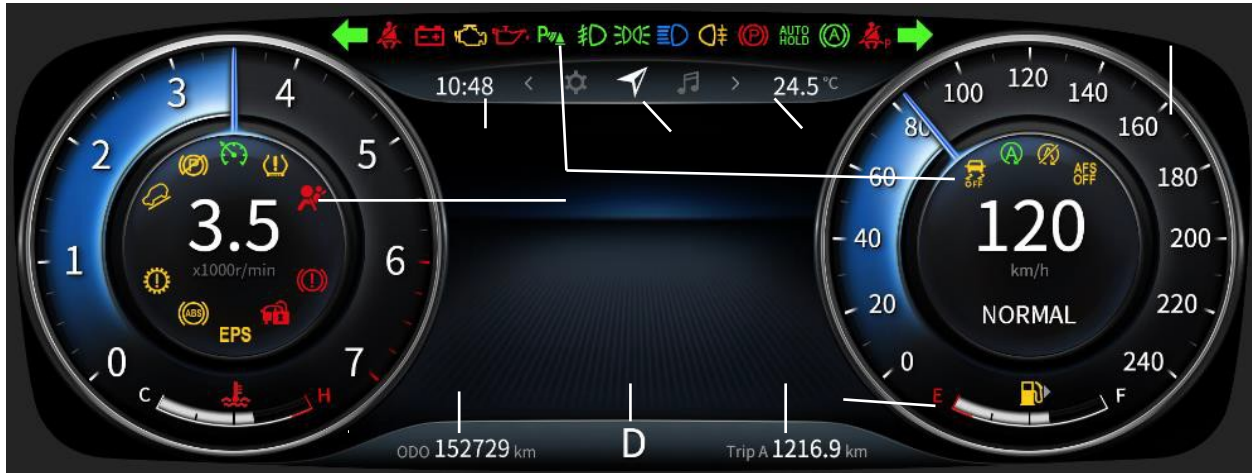 P AUTO HOLD A P
10:48 24.5 °C
0 1 2 3 4 5 6 7
P
3.5
x1000r/min
ABS
EPS
C H
0 20 40 60 80 100 120 140 160 180 200 220 240
OFF A A AFS OFF
120
km/h
NORMAL
E F
ODO 152729 km
D
Trip A 1216.9 km